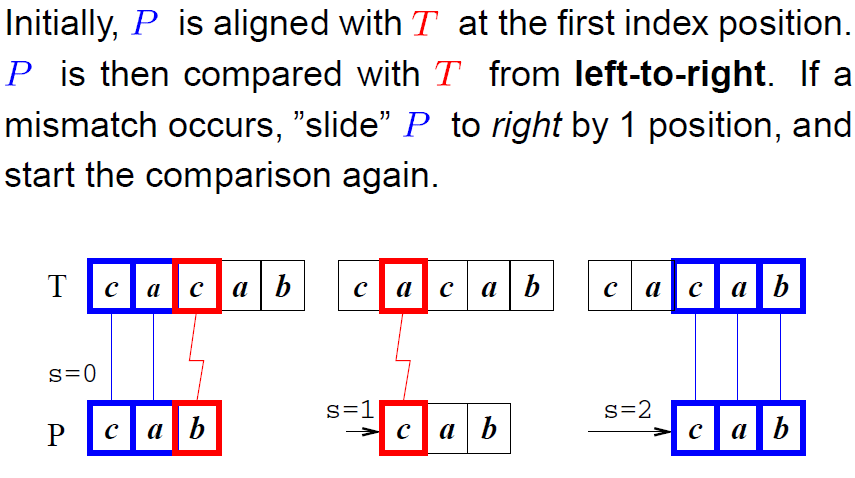 Initially, P is aligned with T at the first index position.
P is then compared with T from left-to-right. If a
mismatch occurs, ”slide” P to right by 1 position, and
start the comparison again.
T c a c a b c a c a b c a c a b
s=0
s=1 s=2
P c a b c a b c a b